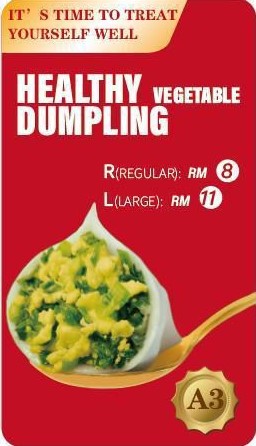 IT’S TIME TO TREAT
YOURSELF WELL
HEALTHY VEGETABLE
DUMPLING
R(REGULAR): RM 8
L(LARGE): RM 11
A3